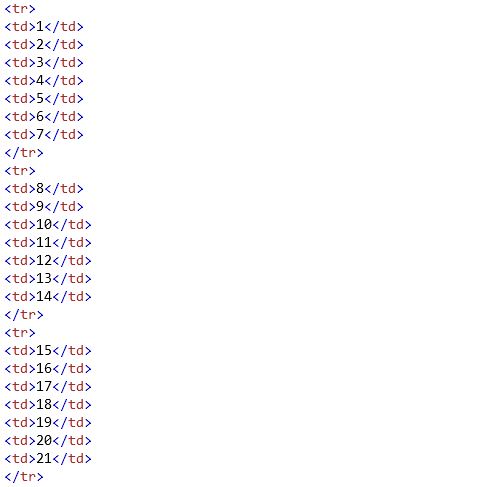 <tr>
<td>1</td>
<td>2</td>
<td>3</td>
<td>4</td>
<td>5</td>
<td>6</td>
<td>7</td>
</tr>
<tr>
<td>8</td>
<td>9</td>
<td>10</td>
<td>11</td>
<td>12</td>
<td>13</td>
<td>14</td>
</tr>
<tr>
<td>15</td>
<td>16</td>
<td>17</td>
<td>18</td>
<td>19</td>
<td>20</td>
<td>21</td>
</tr>